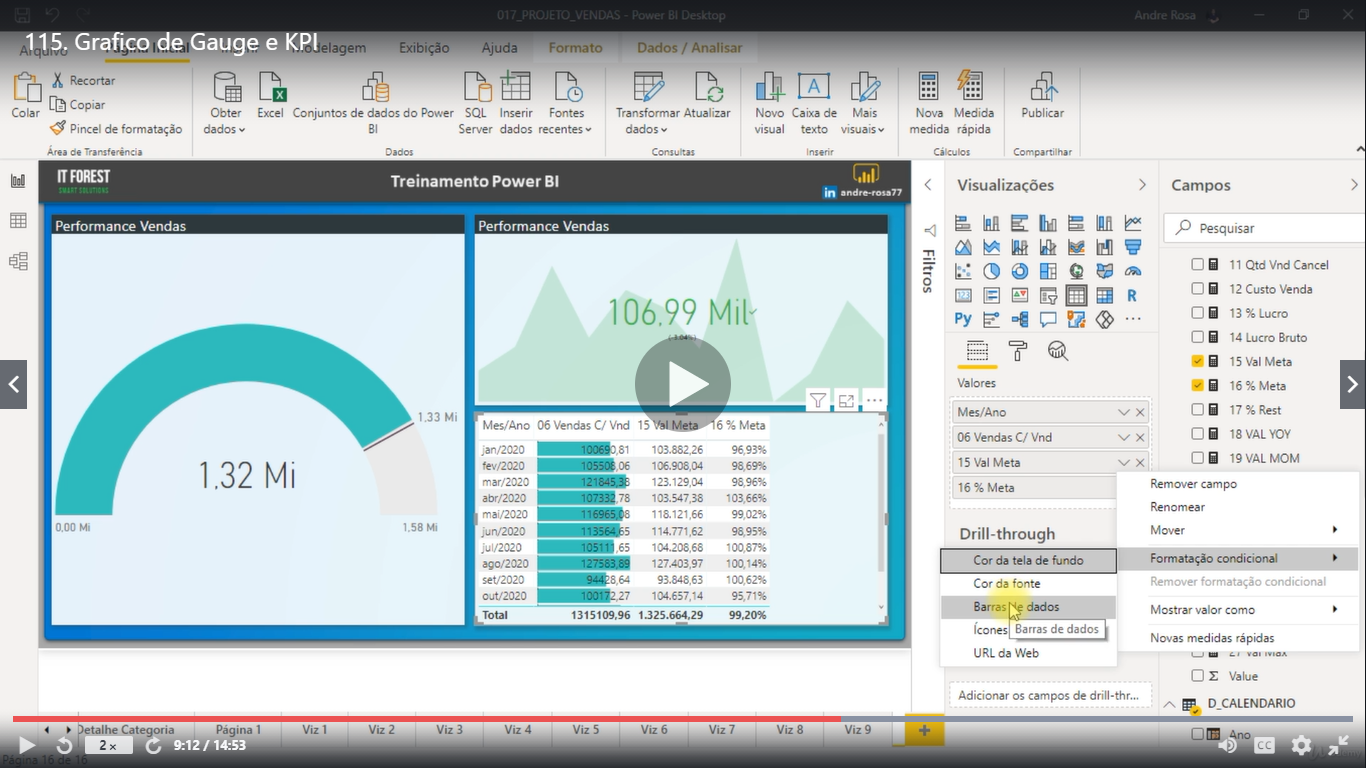 017_PROJETO_VENDAS - Power BI Desktop
Andre Rosa
115. Grafico de Gauge e KPI
Arquivo Página Inicial Modelagem Exibição Ajuda Formato Dados / Analisar
Colar
Recortar
Copiar
Pincel de formatação
Área de Transferência
Obter dados
Excel
Conjuntos de dados do Power BI
SQL Server
Inserir dados
Fontes recentes
Dados
Transformar dados
Atualizar
Consultas
Novo visual
Caixa de texto
Mais visuais
Inserir
Nova medida
Medida rápida
Cálculos
Publicar
Compartilhar
IT FOREST
SMART SOLUTIONS
Treinamento Power BI
in andre-rosa77
Performance Vendas
1,33 Mi
1,32 Mi
0,00 Mi
1,58 Mi
Performance Vendas
106,99 Mil
Mes/Ano 06 Vendas C/ Vnd 15 Val Meta 16 % Meta
jan/2020 100690,81 103.882,26 96,93%
fev/2020 105508,06 106.908,04 98,69%
mar/2020 121845,38 123.129,04 98,96%
abr/2020 107332,78 103.547,38 103,66%
mai/2020 116965,08 118.121,66 99,02%
jun/2020 113564,65 114.771,62 98,95%
jul/2020 105111,65 104.208,68 100,87%
ago/2020 127583,89 127.403,97 100,14%
set/2020 94428,64 93.848,63 100,62%
out/2020 100172,27 104.657,14 95,71%
Total 1315109,96 1.325.664,29 99,20%
Filtros
Visualizações
R
Py
Valores
Mes/Ano
06 Vendas C/ Vnd
15 Val Meta
16 % Meta
Drill-through
Cor da tela de fundo
Cor da fonte
Barras de dados
Ícones
Barras de dados
URL da Web
Adicionar os campos de drill-thr...
Remover campo
Renomear
Mover
Formatação condicional
Remover formatação condicional
Mostrar valor como
Novas medidas rápidas
Campos
Pesquisar
11 Qtd Vnd Cancel
12 Custo Venda
13 % Lucro
14 Lucro Bruto
15 Val Meta
16 % Meta
17 % Rest
18 VAL YOY
19 VAL MOM
27 Val Max
Value
D_CALENDARIO
Ano
Detalhe Categoria Página 1 Viz 1 Viz 2 Viz 3 Viz 4 Viz 5 Viz 6 Viz 7 Viz 8 Viz 9 +
2x 9:12 / 14:53
CC
Página 16 de 16